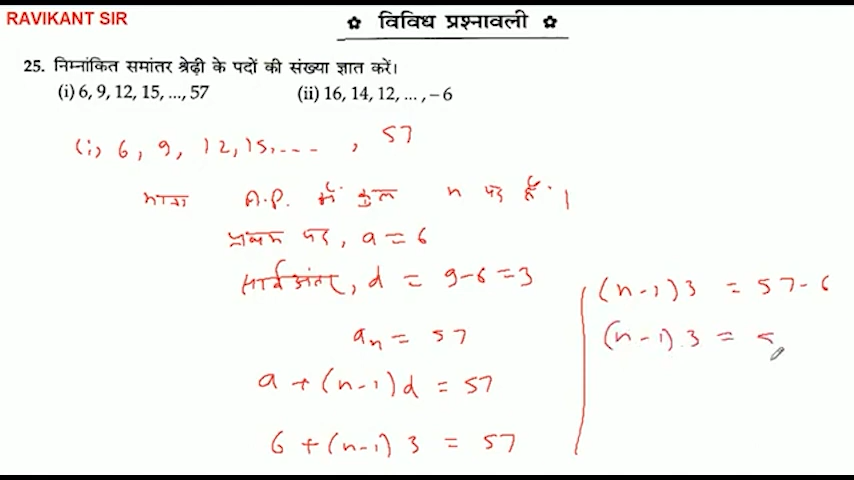 RAVIKANT SIR
✿ विविध प्रश्नावली ✿
25. निम्नांकित समांतर श्रेढ़ी के पदों की संख्या ज्ञात करें।
(i) 6, 9, 12, 15, ..., 57 (ii) 16, 14, 12, ... , – 6
(i) 6, 9, 12, 15, ---- , 57
माना A.P. में कुल n पद हैं।
प्रथम पद, a = 6
सार्वअंतर, d = 9-6 = 3
aₙ = 57
a + (n-1)d = 57
6 + (n-1) 3 = 57
(n-1) 3 = 57-6
(n-1).3 = 5